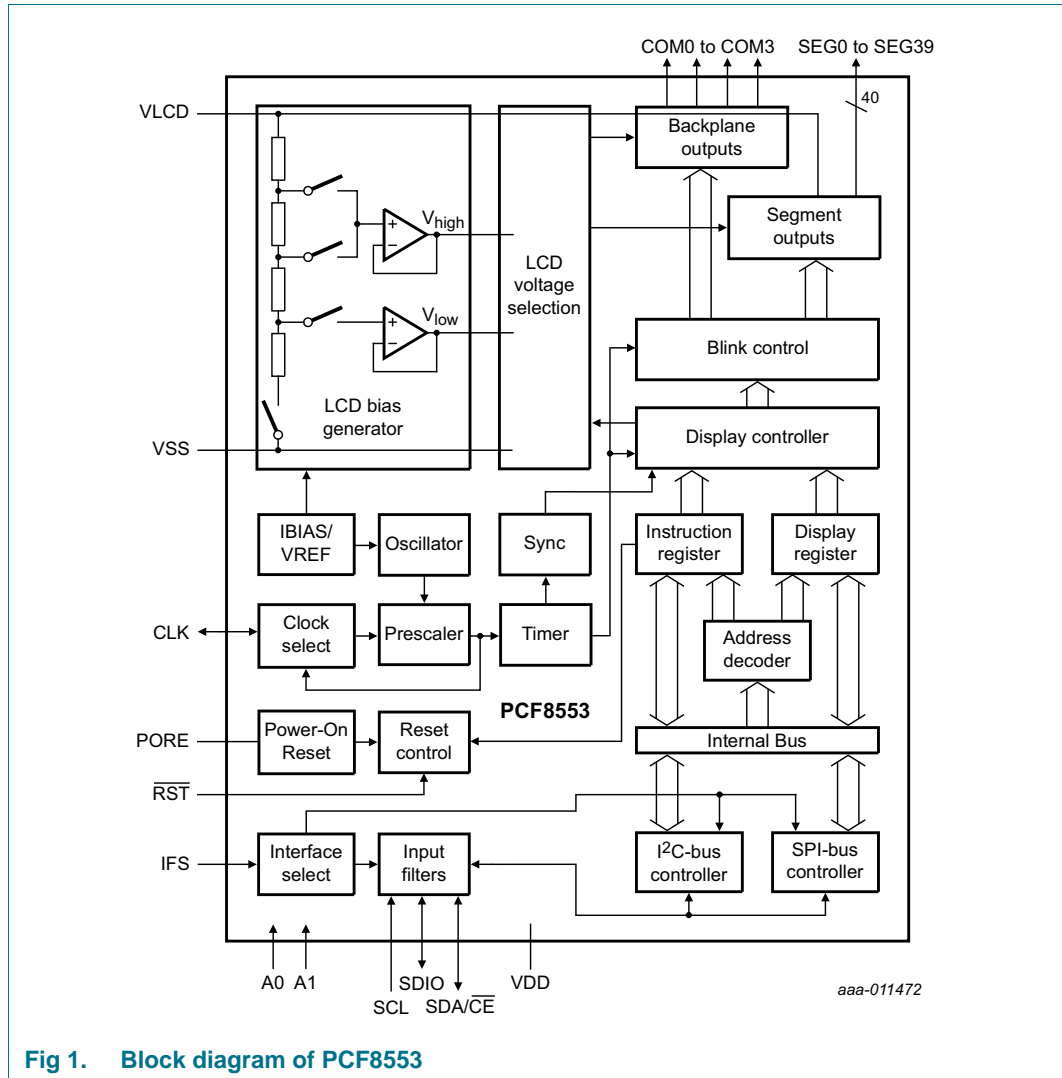 COM0 to COM3
SEG0 to SEG39
40
VLCD
Backplane
outputs
Vhigh
+
−
Segment
outputs
LCD
voltage
selection
Vlow
+
−
Blink control
LCD bias
generator
VSS
Display controller
IBIAS/
VREF
Oscillator
Sync
Instruction
register
Display
register
CLK
Clock
select
Prescaler
Timer
Address
decoder
PCF8553
PORE
Power-On
Reset
Reset
control
Internal Bus
RST
IFS
Interface
select
Input
filters
I2C-bus
controller
SPI-bus
controller
A0
A1
SCL
SDIO
SDA/CE
VDD
aaa-011472
Fig 1. Block diagram of PCF8553